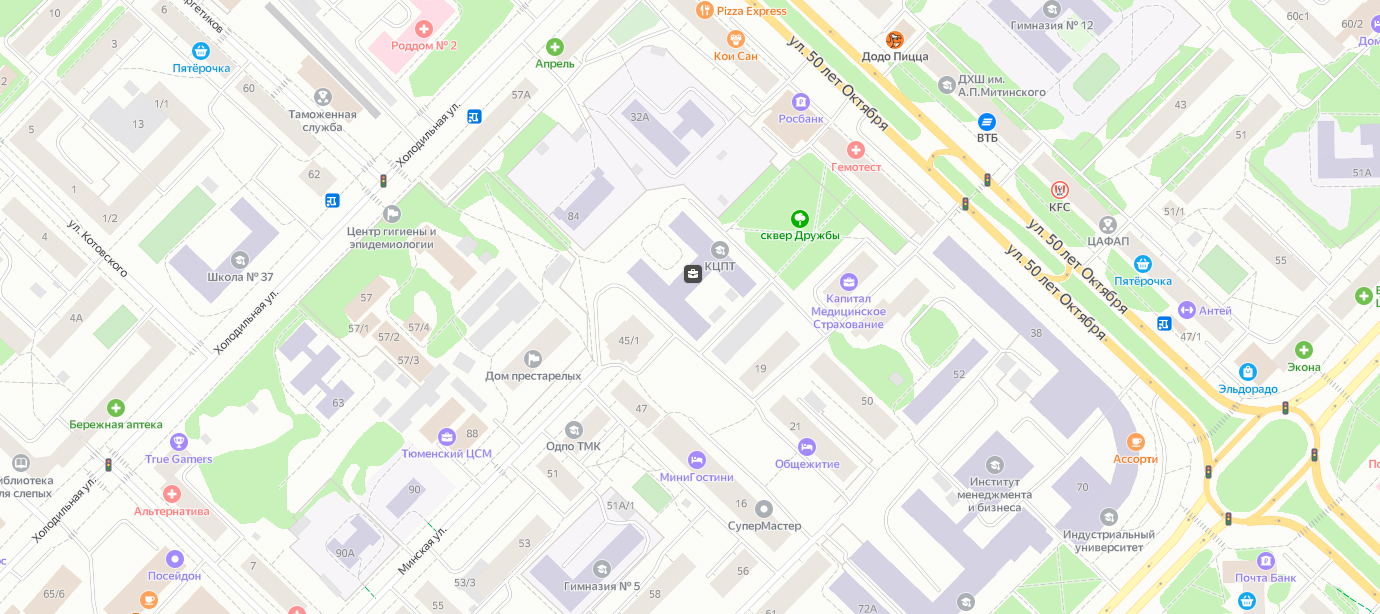 10
Pizza Express
Гимназия № 12
60с1
60/2
3
Роддом № 2
Дом
Пятёрочка
Апрель
Кои Сан
Додо Пицца
ул. 50 лет Октября
60
57А
ДХШ им.
А.П.Митинского
1/1
13
Таможенная
служба
32А
Росбанк
43
5
Холодильная ул.
ВТБ
51
Гемотест
62
51А
1
KFC
1/2
84
51/1
4
ул. Котовского
Центр гигиены и
эпидемиологии
сквер Дружбы
ЦАФАП
ул. 50 лет Октября
ул. 50 лет Октября
Школа № 37
КЦПТ
55
Пятёрочка
57
Капитал
Медицинское
Страхование
4А
Холодильная ул.
57/1
57/4
57/2
Антей
38
47/1
45/1
57/3
19
Экона
Дом престарелых
52
Эльдорадо
63
47
50
Бережная аптека
21
88
Одпо ТМК
True Gamers
Тюменский ЦСМ
Ассорти
Общежитие
51
МиниГостини
Институт
менеджмента
и бизнеса
90
70
Альтернатива
51А/1
16
Холодильная ул.
СуперМастер
Индустриальный
университет
90А
53
Минская ул.
7
56
Посейдон
Гимназия № 5
53/3
Почта Банк
65/6
55
58
72А